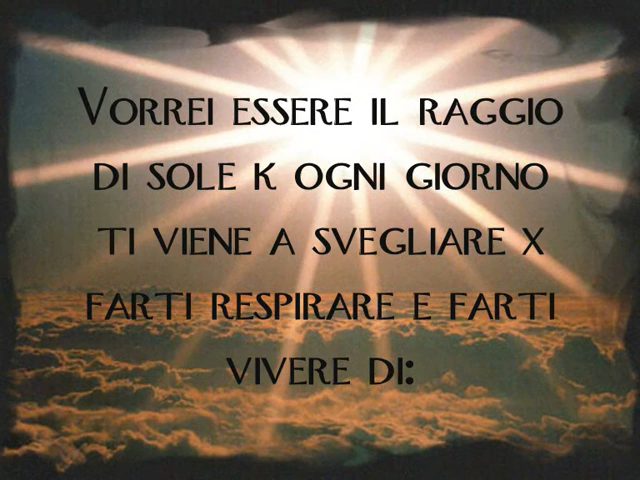 Vorrei essere il raggio
di sole k ogni giorno
ti viene a svegliare x
farti respirare e farti
vivere di: